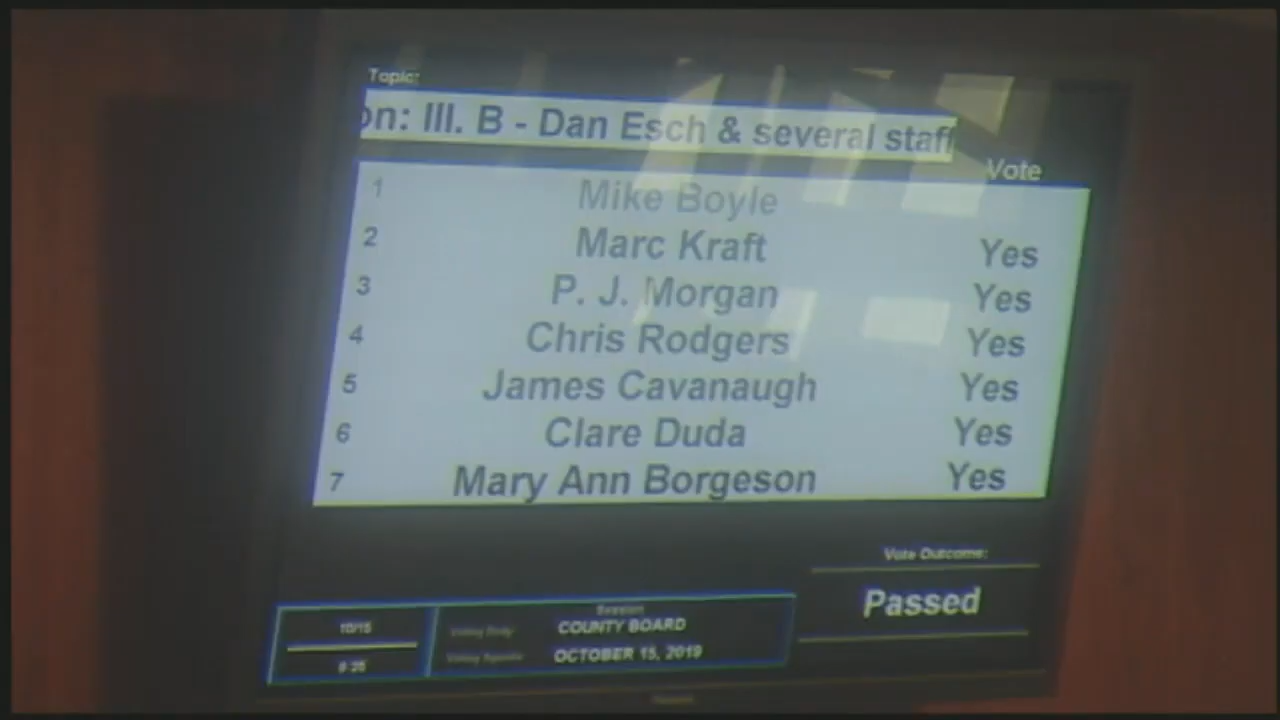 Topic:
on: III. B - Dan Esch & several staff
Vote
1 Mike Boyle
2 Marc Kraft Yes
3 P. J. Morgan Yes
4 Chris Rodgers Yes
5 James Cavanaugh Yes
6 Clare Duda Yes
7 Mary Ann Borgeson Yes
Vote Outcome:
Passed
10/15
Session
Voting Body COUNTY BOARD
OCTOBER 15, 2019